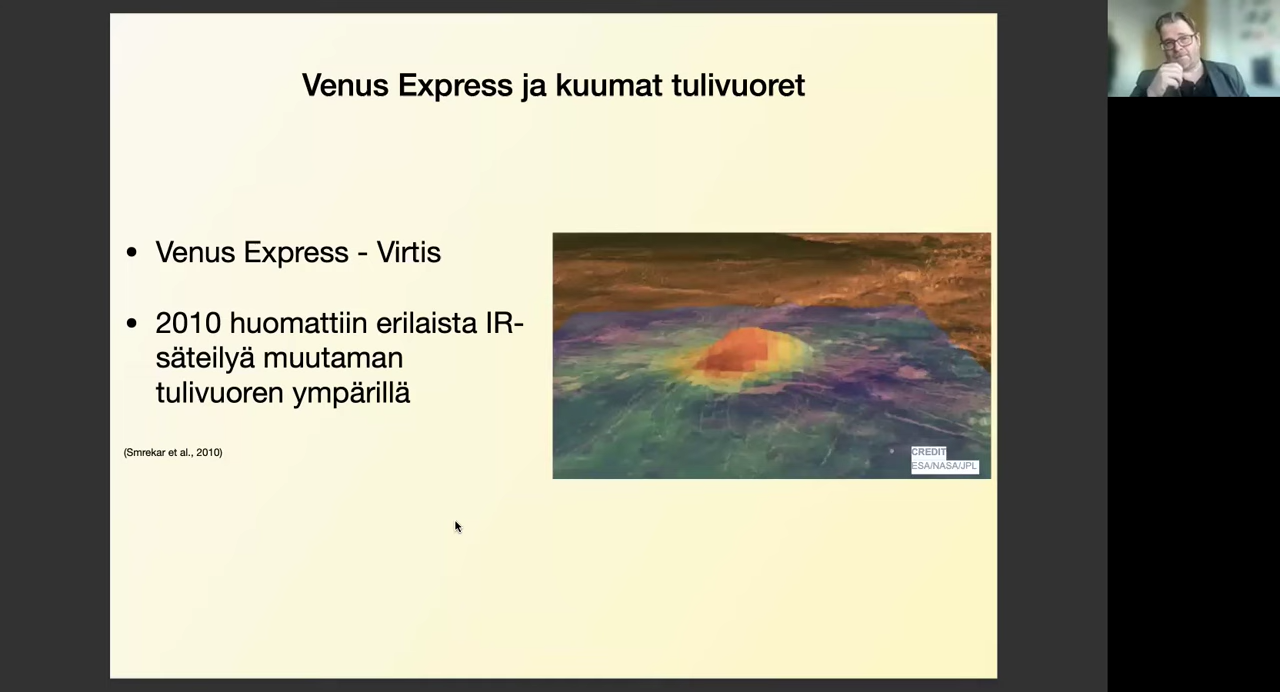 Venus Express ja kuumat tulivuoret
• Venus Express - Virtis
• 2010 huomattiin erilaista IR-
säteilyä muutaman
tulivuoren ympärillä
(Smrekar et al., 2010)
CREDIT
ESA/NASA/JPL